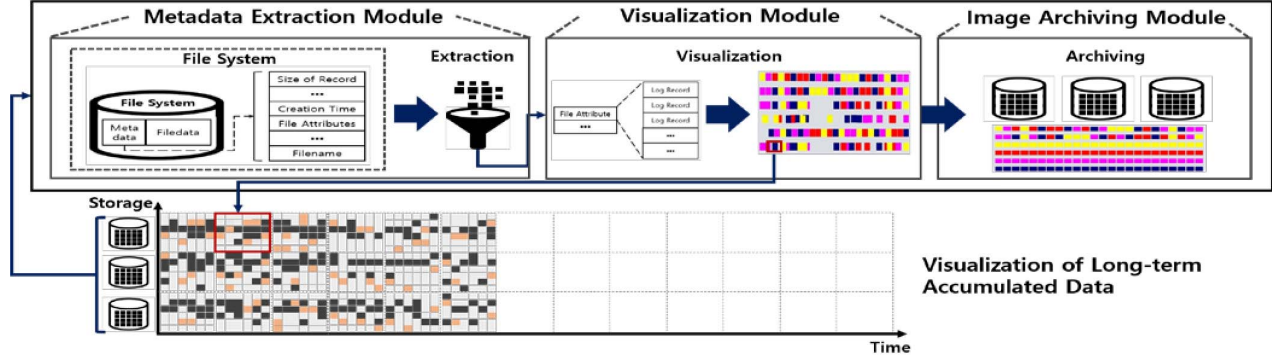 Metadata Extraction Module
Visualization Module
Image Archiving Module
File System
Extraction
Visualization
Archiving
File System
Meta
data
Filedata
Size of Record
•••
Creation Time
File Attributes
•••
Filename
File Attribute
•••
Log Record
Log Record
Log Record
•••
•••
Storage
Visualization of Long-term
Accumulated Data
Time